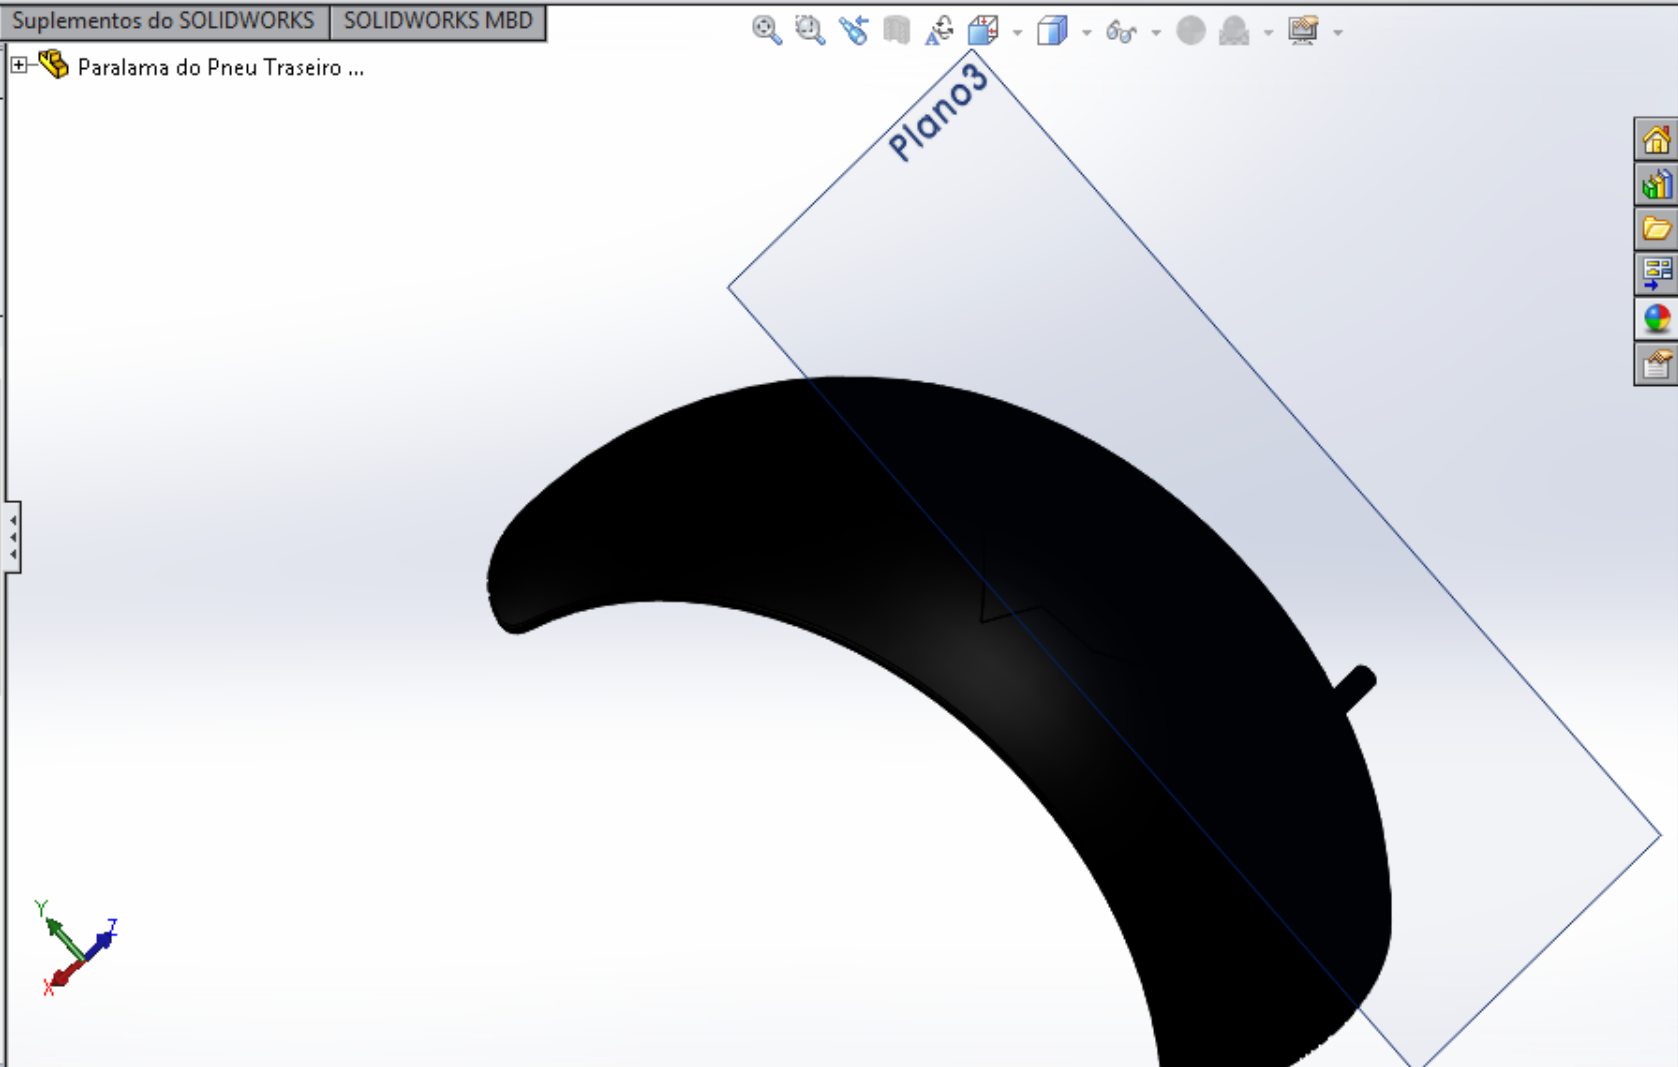 Suplementos do SOLIDWORKS
SOLIDWORKS MBD
Paralama do Pneu Traseiro ...
Plano3
Y
Z
X